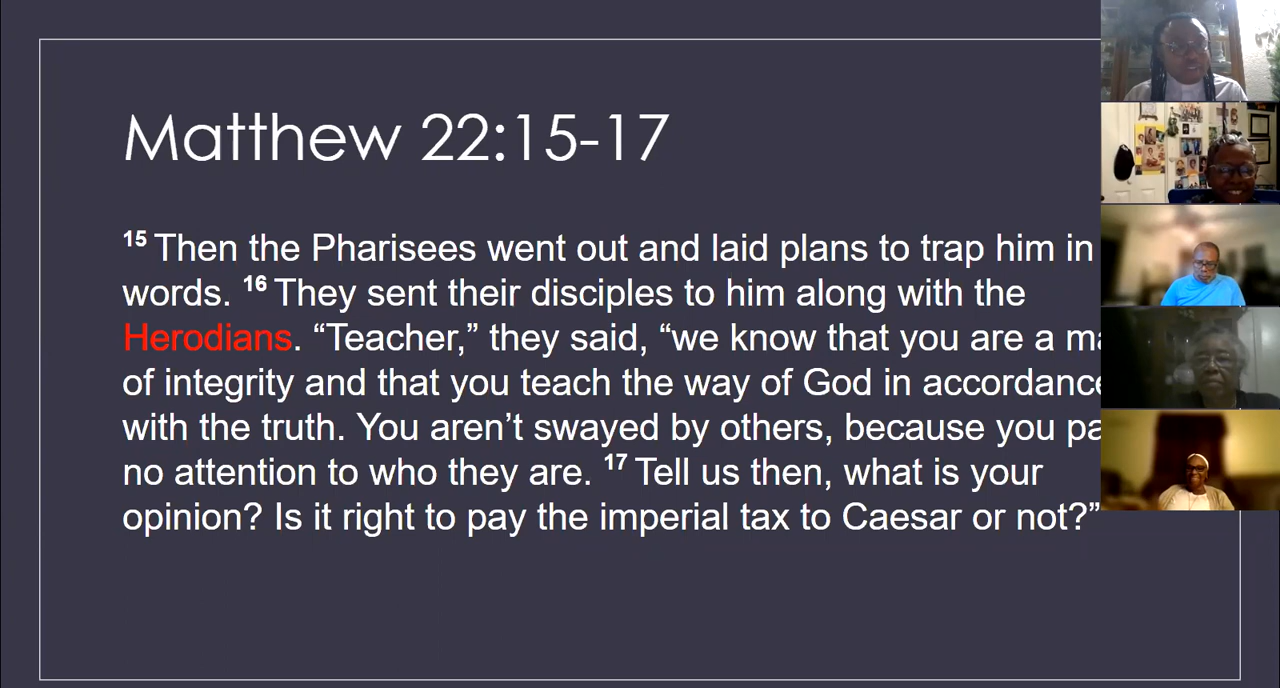 Matthew 22:15-17
15 Then the Pharisees went out and laid plans to trap him in
words. 16 They sent their disciples to him along with the
Herodians. “Teacher,” they said, “we know that you are a
of integrity and that you teach the way of God in accordance
with the truth. You aren’t swayed by others, because you
no attention to who they are. 17 Tell us then, what is your
opinion? Is it right to pay the imperial tax to Caesar or not?”